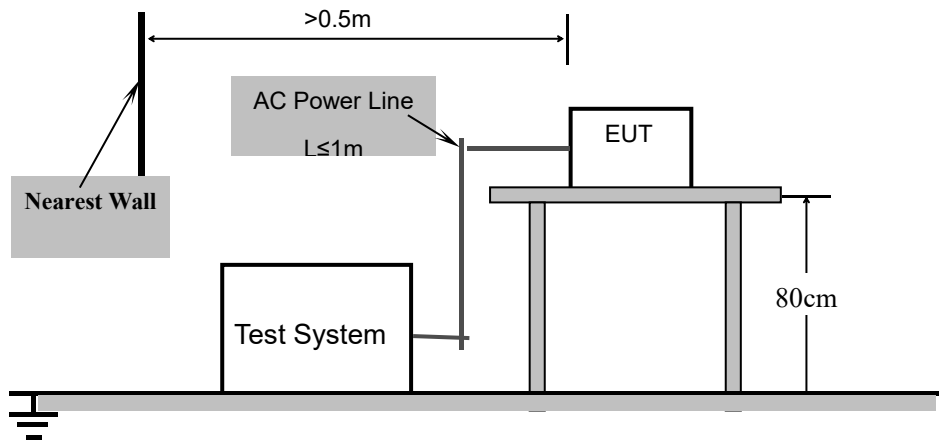 >0.5m
AC Power Line
L≤1m
EUT
Nearest Wall
Test System
80cm